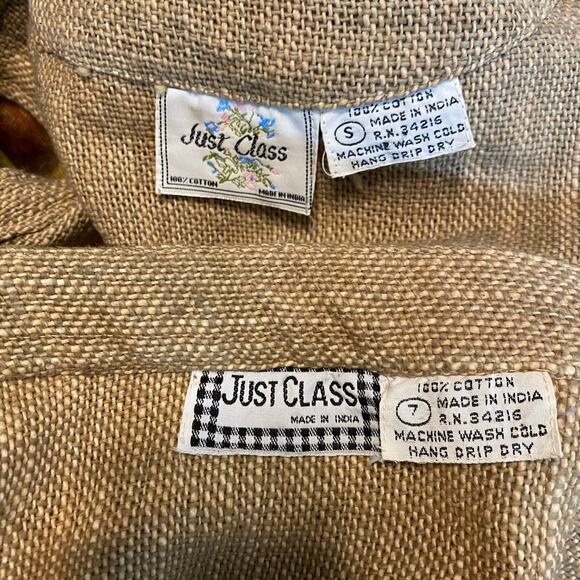 Just Class
100% COTTON
MADE IN INDIA
100% COTTON
MADE IN INDIA
S
R.N. 34216
MACHINE WASH COLD
HANG DRIP DRY
JUST CLASS
MADE IN INDIA
100% COTTON
7
MADE IN INDIA
R.N. 34216
MACHINE WASH COLD
HANG DRIP DRY